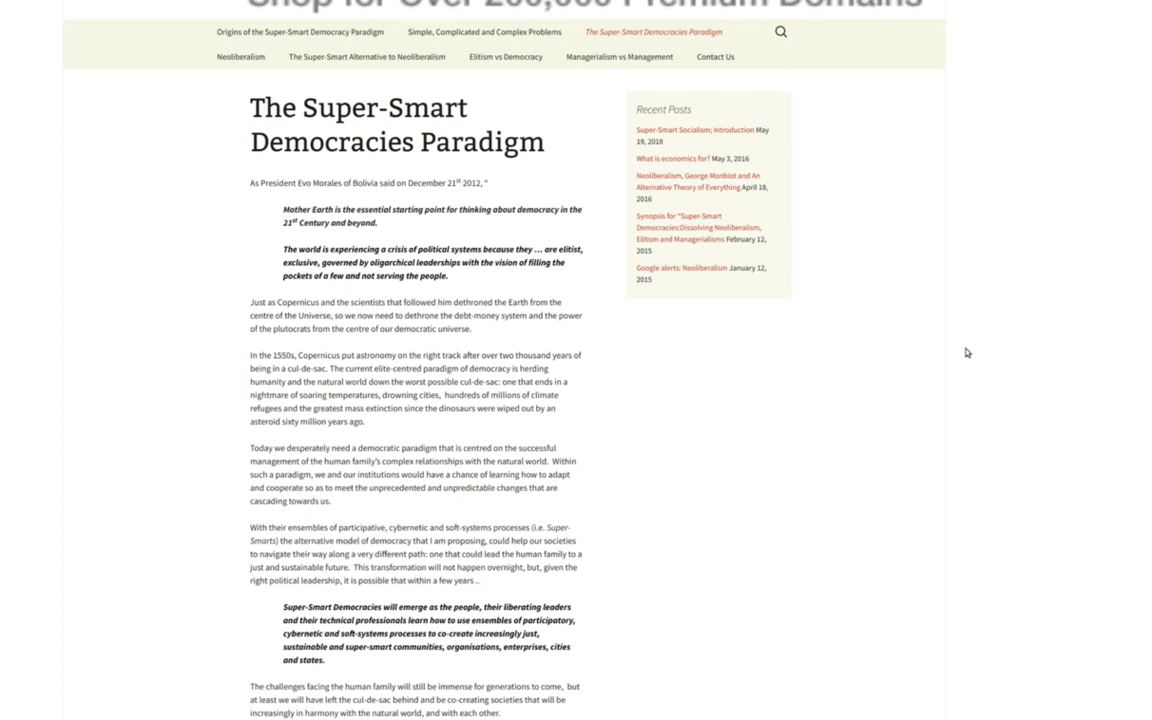 Shop for Over 200,000 Premium Domains
Origins of the Super-Smart Democracy Paradigm
Simple, Complicated and Complex Problems
The Super-Smart Democracies Paradigm
Neoliberalism
The Super-Smart Alternative to Neoliberalism
Elitism vs Democracy
Managerialism vs Management
Contact Us
The Super-Smart
Democracies Paradigm
As President Evo Morales of Bolivia said on December 21st 2012, "
Mother Earth is the essential starting point for thinking about democracy in the
21st Century and beyond.
The world is experiencing a crisis of political systems because they … are elitist,
exclusive, governed by oligarchical leaderships with the vision of filling the
pockets of a few and not serving the people.
Just as Copernicus and the scientists that followed him dethroned the Earth from the
centre of the Universe, so we now need to dethrone the debt-money system and the power
of the plutocrats from the centre of our democratic universe.
In the 1550s, Copernicus put astronomy on the right track after over two thousand years of
being in a cul-de-sac. The current elite-centred paradigm of democracy is herding
humanity and the natural world down the worst possible cul-de-sac: one that ends in a
nightmare of soaring temperatures, drowning cities, hundreds of millions of climate
refugees and the greatest mass extinction since the dinosaurs were wiped out by an
asteroid sixty million years ago.
Today we desperately need a democratic paradigm that is centred on the successful
management of the human family's complex relationships with the natural world. Within
such a paradigm, we and our institutions would have a chance of learning how to adapt
and cooperate so as to meet the unprecedented and unpredictable changes that are
cascading towards us.
With their ensembles of participative, cybernetic and soft-systems processes (i.e. Super-
Smarts) the alternative model of democracy that I am proposing, could help our societies
to navigate their way along a very different path: one that could lead the human family to a
just and sustainable future. This transformation will not happen overnight, but, given the
right political leadership, it is possible that within a few years ..
Super-Smart Democracies will emerge as the people, their liberating leaders
and their technical professionals learn how to use ensembles of participatory,
cybernetic and soft-systems processes to co-create increasingly just,
sustainable and super-smart communities, organisations, enterprises, cities
and states.
The challenges facing the human family will still be immense for generations to come, but
at least we will have left the cul-de-sac behind and be co-creating societies that will be
increasingly in harmony with the natural world, and with each other.
Recent Posts
Super-Smart Socialism; Introduction May
19, 2018
What is economics for? May 3, 2016
Neoliberalism, George Monbiot and An
Alternative Theory of Everything April 18,
2016
Synopsis for "Super-Smart
Democracies:Dissolving Neoliberalism,
Elitism and Managerialisms February 12,
2015
Google alerts: Neoliberalism January 12,
2015